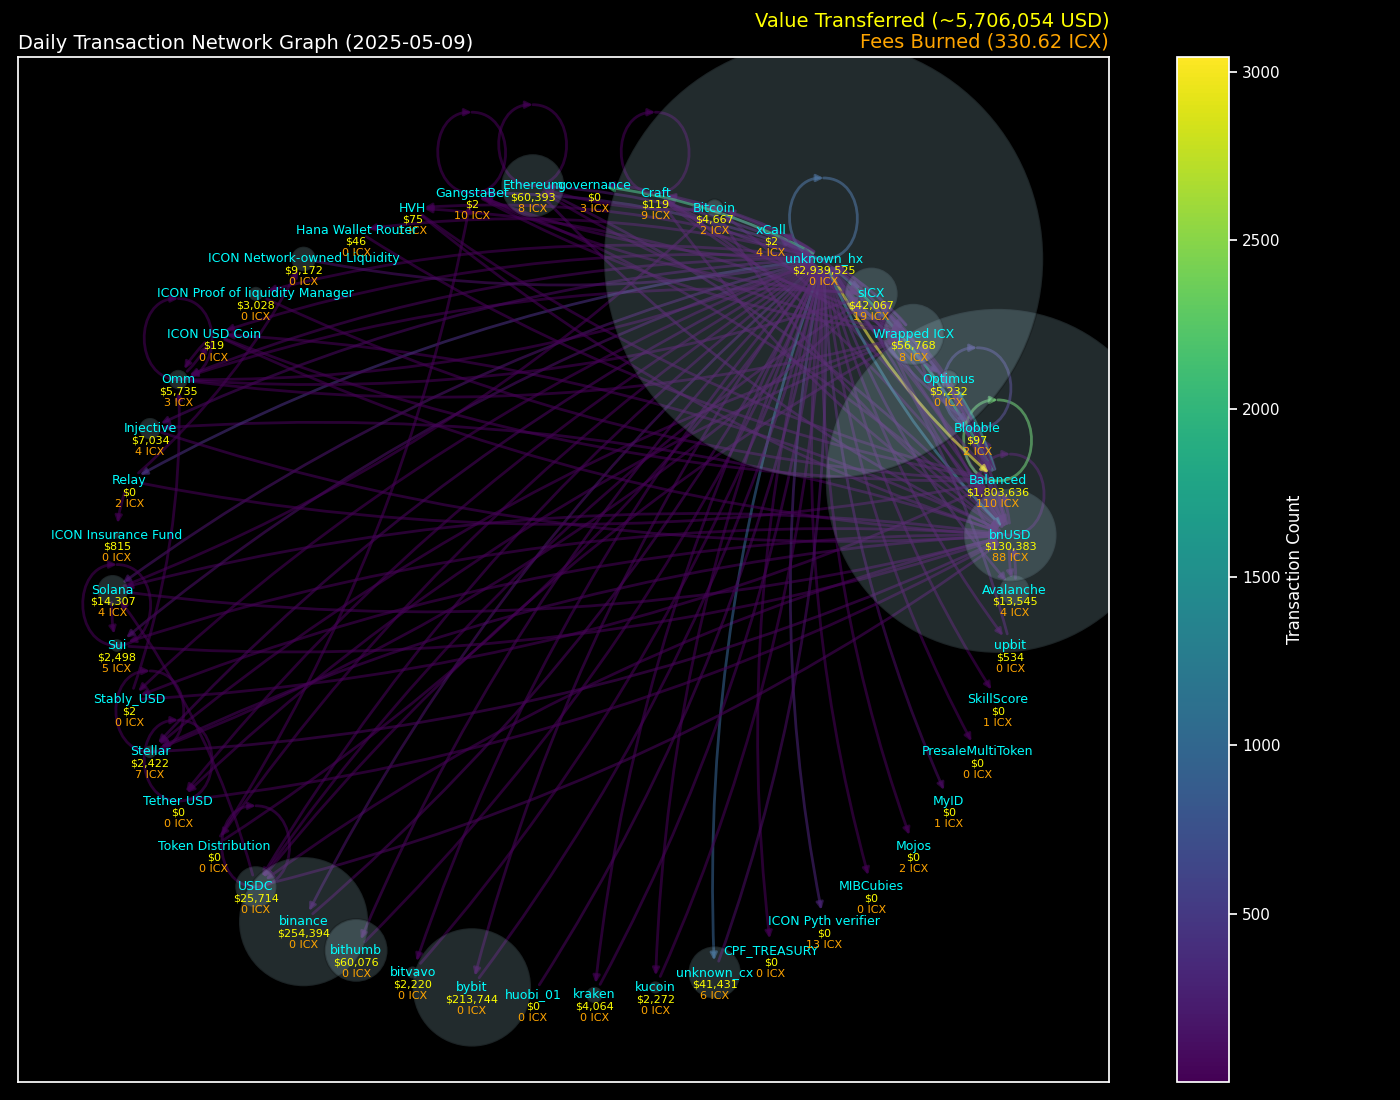 Value Transferred (~5,706,054 USD)
Daily Transaction Network Graph (2025-05-09)
Fees Burned (330.62 ICX)
GangstaBet
$2
10 ICX
Ethereum
$60,393
8 ICX
governance
$0
3 ICX
Craft
$119
9 ICX
Bitcoin
$4,667
2 ICX
HVH
$75
ICX
xCall
$2
4 ICX
Hana Wallet Router
$46
0 ICX
unknown_hx
$2,939,525
0 ICX
ICON Network-owned Liquidity
$9,172
0 ICX
sICX
$42,067
19 ICX
ICON Proof of liquidity Manager
$3,028
0 ICX
Wrapped ICX
$56,768
8 ICX
ICON USD Coin
$19
0 ICX
Omm
$5,735
3 ICX
Optimus
$5,232
0 ICX
Injective
$7,034
4 ICX
Blobble
$97
2 ICX
Relay
$0
2 ICX
Balanced
$1,803,636
110 ICX
ICON Insurance Fund
$815
0 ICX
bnUSD
$130,383
88 ICX
Solana
$14,307
4 ICX
Avalanche
$13,545
4 ICX
Sui
$2,498
5 ICX
upbit
$534
0 ICX
Stably_USD
$2
0 ICX
SkillScore
$0
1 ICX
Stellar
$2,422
7 ICX
PresaleMultiToken
$0
0 ICX
Tether USD
$0
0 ICX
MyID
$0
1 ICX
Token Distribution
$0
0 ICX
Mojos
$0
2 ICX
USDC
$25,714
0 ICX
MIBCubies
$0
0 ICX
binance
$254,394
0 ICX
ICON Pyth verifier
$0
13 ICX
bithumb
$60,076
0 ICX
CPF_TREASURY
$0
0 ICX
bitvavo
$2,220
0 ICX
unknown_cx
$41,431
6 ICX
bybit
$213,744
0 ICX
huobi_01
$0
0 ICX
kraken
$4,064
0 ICX
kucoin
$2,272
0 ICX
3000
2500
2000
1500
1000
500
Transaction Count